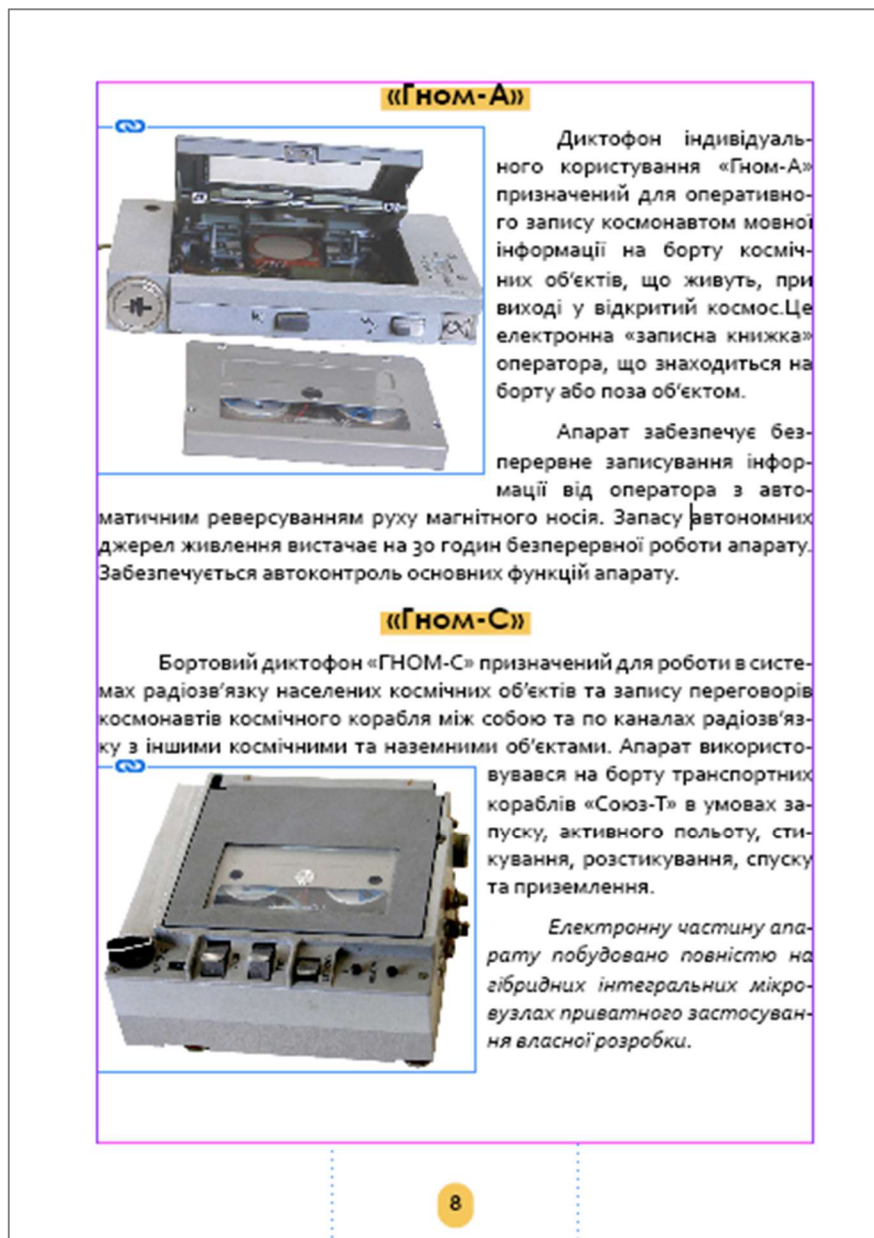 «Гном-А»
Диктофон індивідуаль-
ного користування «Гном-А»
призначений для оперативно-
го запису космонавтом мовної
інформації на борту косміч-
них об'єктів, що живуть, при
виході у відкритий космос.Це
електронна «записна книжка»
оператора, що знаходиться на
борту або поза об'єктом.
Апарат забезпечує без-
перервне записування інфор-
мації від оператора з авто-
матичним реверсуванням руху магнітного носія. Запасу автономних
джерел живлення вистачає на 30 годин безперервної роботи апарату.
Забезпечується автоконтроль основних функцій апарату.
«Гном-С»
Бортовий диктофон «ГНОМ-С» призначений для роботи в систе-
мах радіозв'язку населених космічних об'єктів та запису переговорів
космонавтів космічного корабля між собою та по каналах радіозв'яз-
ку з іншими космічними та наземними об'єктами. Апарат використо-
вувався на борту транспортних
кораблів «Союз-Т» в умовах за-
пуску, активного польоту, сти-
кування, розстикування, спуску
та приземлення.
Електронну частину апа-
рату побудовано повністю на
гібридних інтегральних мікро-
вузлах приватного застосуван-
ня власної розробки.
8